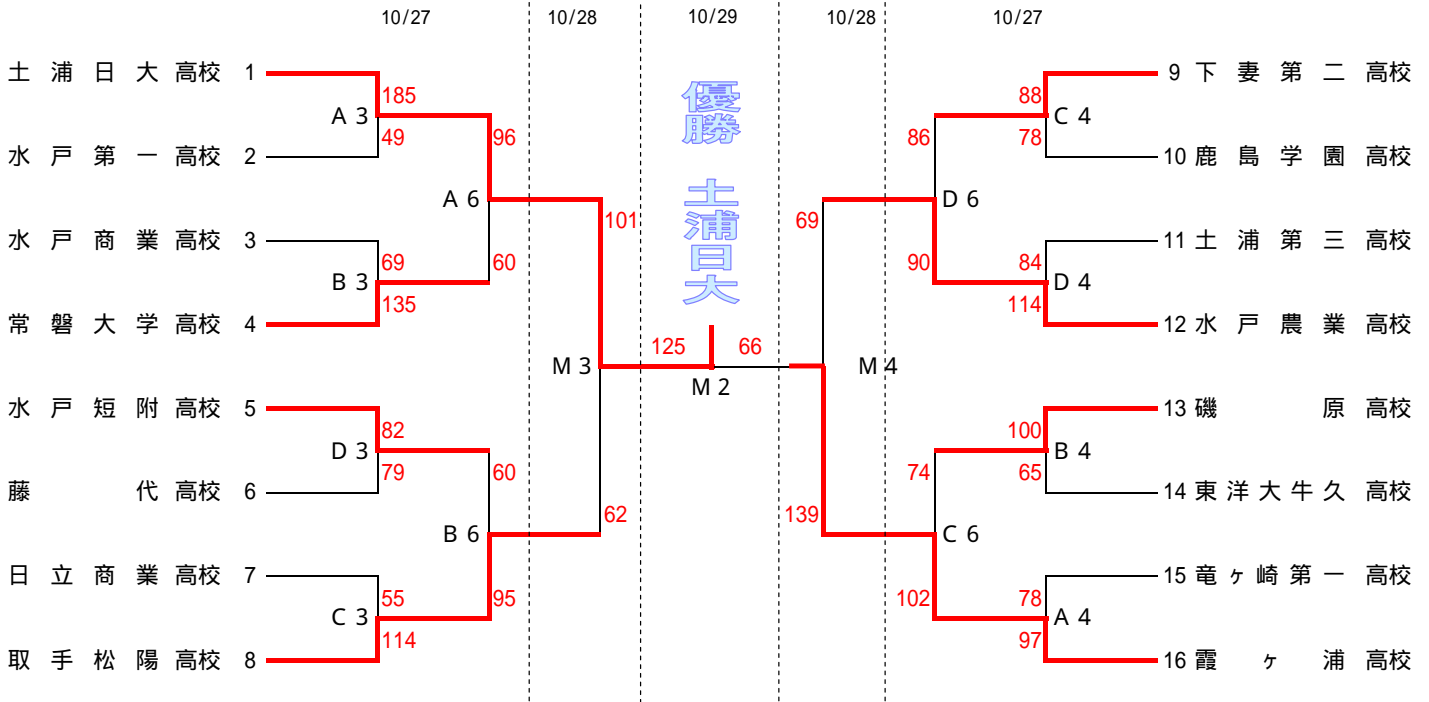 10/27 10/28 10/29 10/28 10/27
優勝 土浦日大
土浦日大高校 1
185
A 3
49
水戸第一高校 2
96
A 6
60
水戸商業高校 3
69
B 3
135
常磐大学高校 4
101
M 3
62
水戸短附高校 5
82
D 3
79
藤代高校 6
60
B 6
95
日立商業高校 7
55
C 3
114
取手松陽高校 8
125 66
M 2
9 下妻第二高校
88
C 4
78
10 鹿島学園高校
86
D 6
90
11 土浦第三高校
84
D 4
114
12 水戸農業高校
69
M 4
139
13 磯原高校
100
B 4
65
14 東洋大牛久高校
74
C 6
102
15 竜ヶ崎第一高校
78
A 4
97
16 霞ヶ浦高校